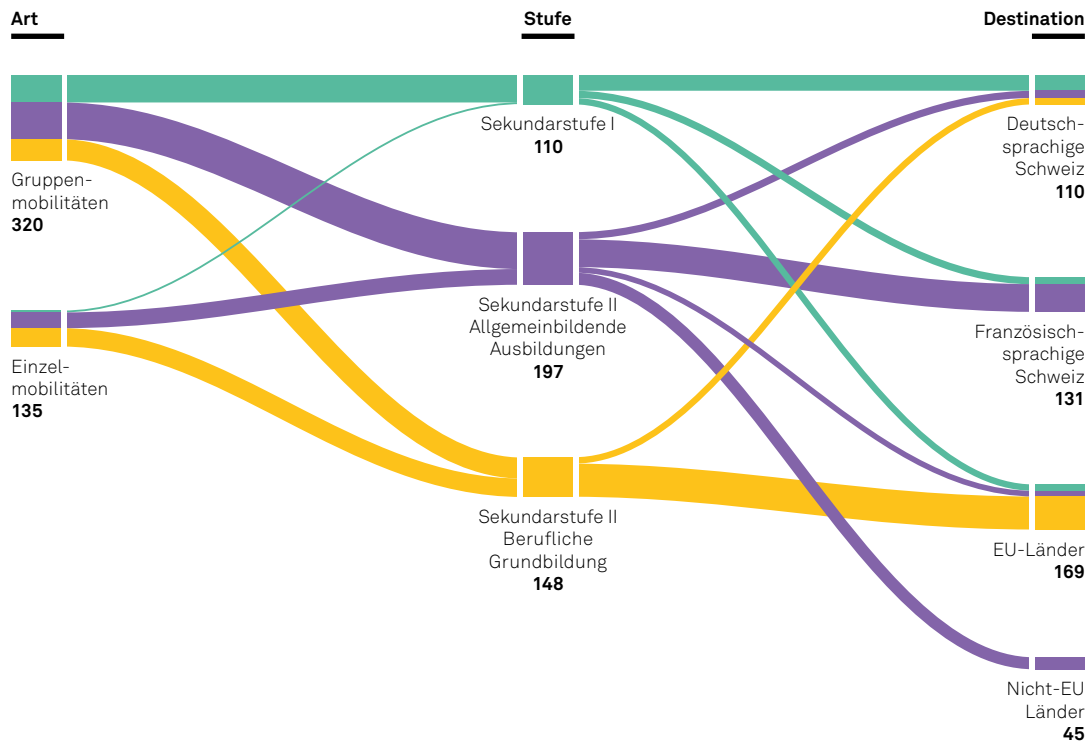 Art
Stufe
Destination
Gruppen-
mobilitäten
320
Einzel-
mobilitäten
135
Sekundarstufe I
110
Sekundarstufe II
Allgemeinbildende
Ausbildungen
197
Sekundarstufe II
Berufliche
Grundbildung
148
Deutsch-
sprachige
Schweiz
110
Französisch-
sprachige
Schweiz
131
EU-Länder
169
Nicht-EU
Länder
45